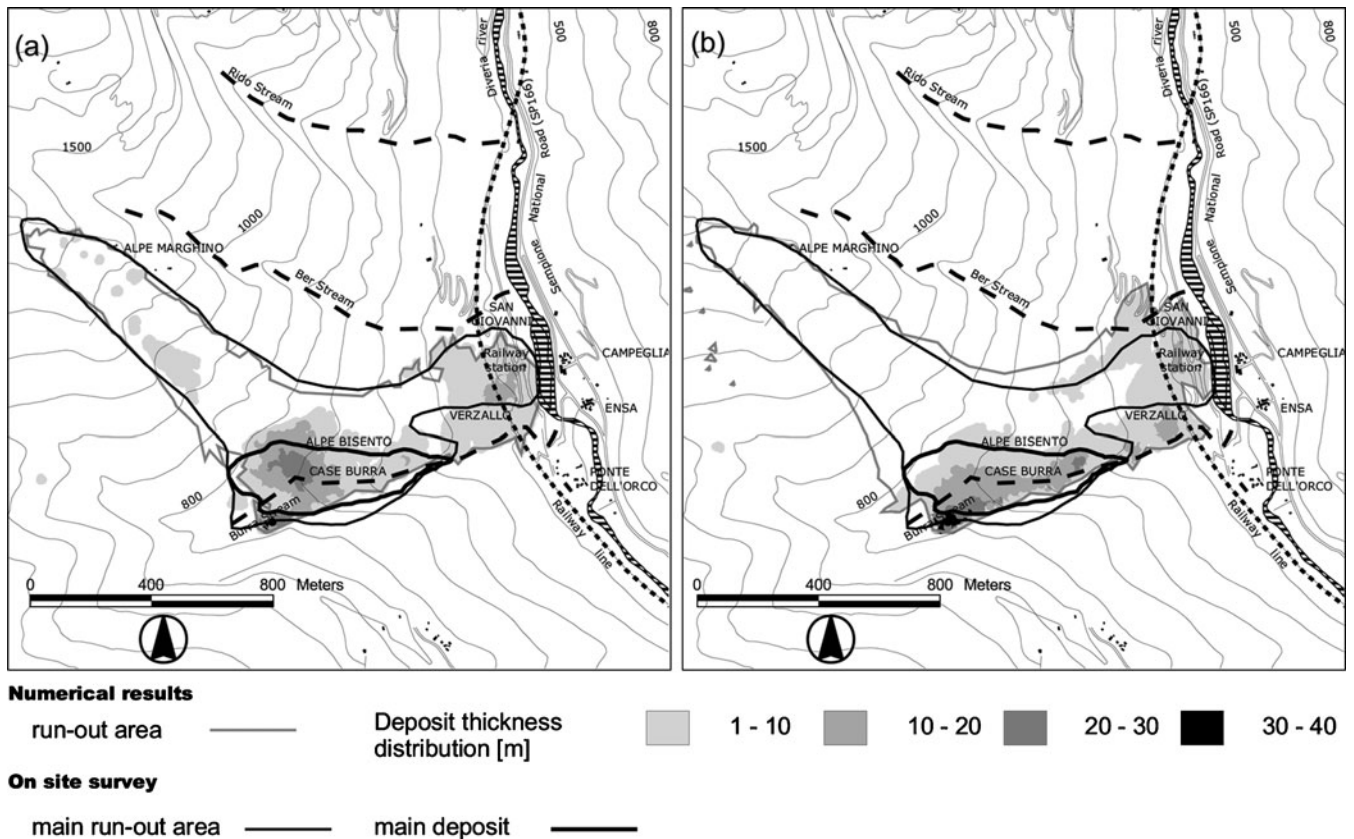 (a)
Diveria river
Road (SP166)
500
800
Rido Stream
1500
National
1000
ALPE MARGHINO
Sempione
Ber Stream
SAN
GIOVANNI
Railway
station
CAMPEGLIA
VERZALLO
ENSA
ALPE BISENTO
CASE BURRA
PONTE
DELL'ORCO
800
Stream
Railway
line
0 400 800 Meters
(b)
Diveria river
Road (SP166)
500
800
Rido Stream
1500
National
1000
ALPE MARGHINO
Sempione
Ber Stream
SAN
GIOVANNI
Railway
station
CAMPEGLIA
VERZALLO
ENSA
ALPE BISENTO
CASE BURRA
PONTE
DELL'ORCO
800
Stream
Railway
line
0 400 800 Meters
Numerical results
run-out area
Deposit thickness
distribution [m]
1 - 10
10 - 20
20 - 30
30 - 40
On site survey
main run-out area
main deposit